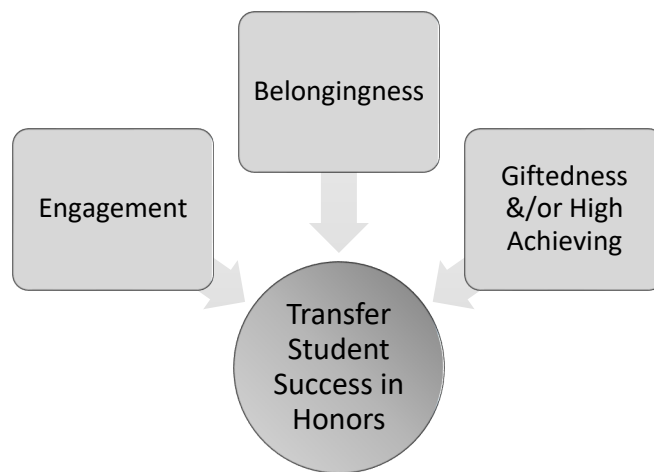 Belongingness
Engagement
Giftedness
&/or High
Achieving
Transfer
Student
Success in
Honors